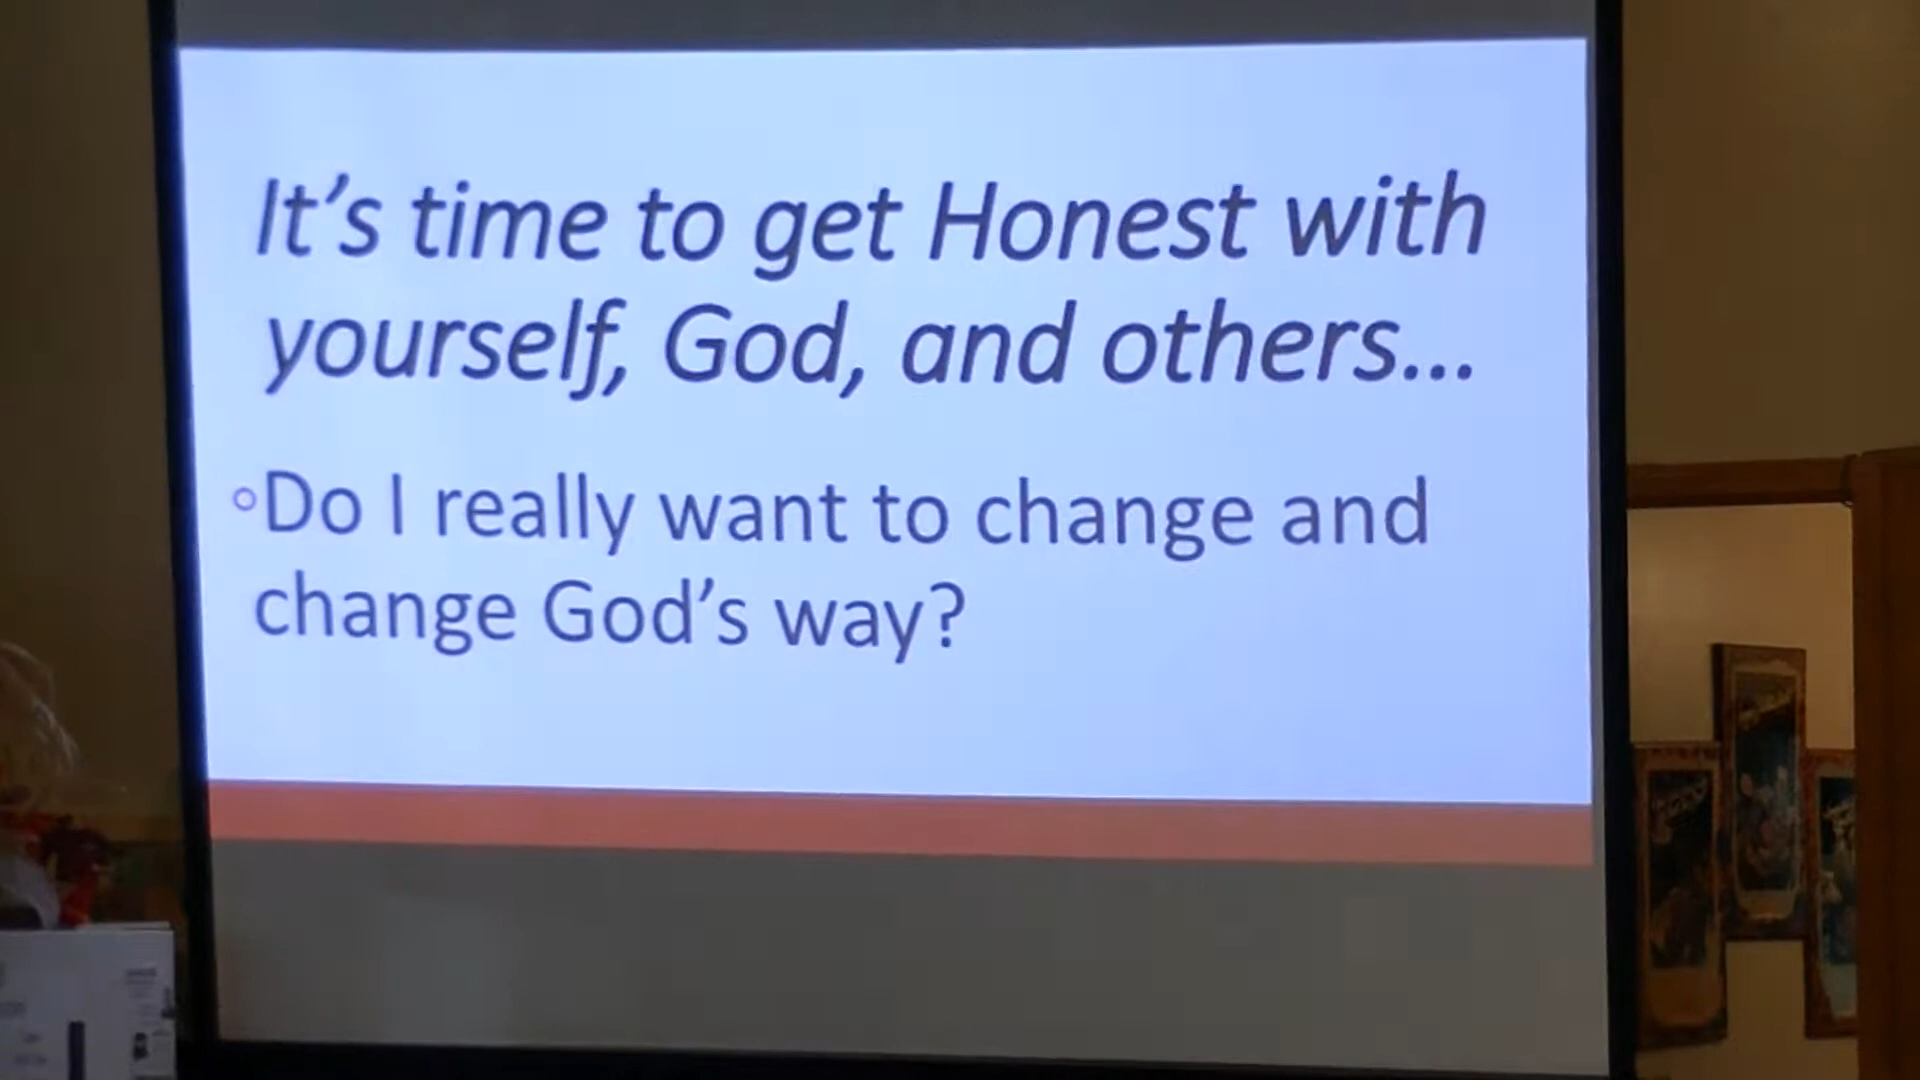 It's time to get Honest with
yourself, God, and others...
°Do I really want to change and
change God's way?